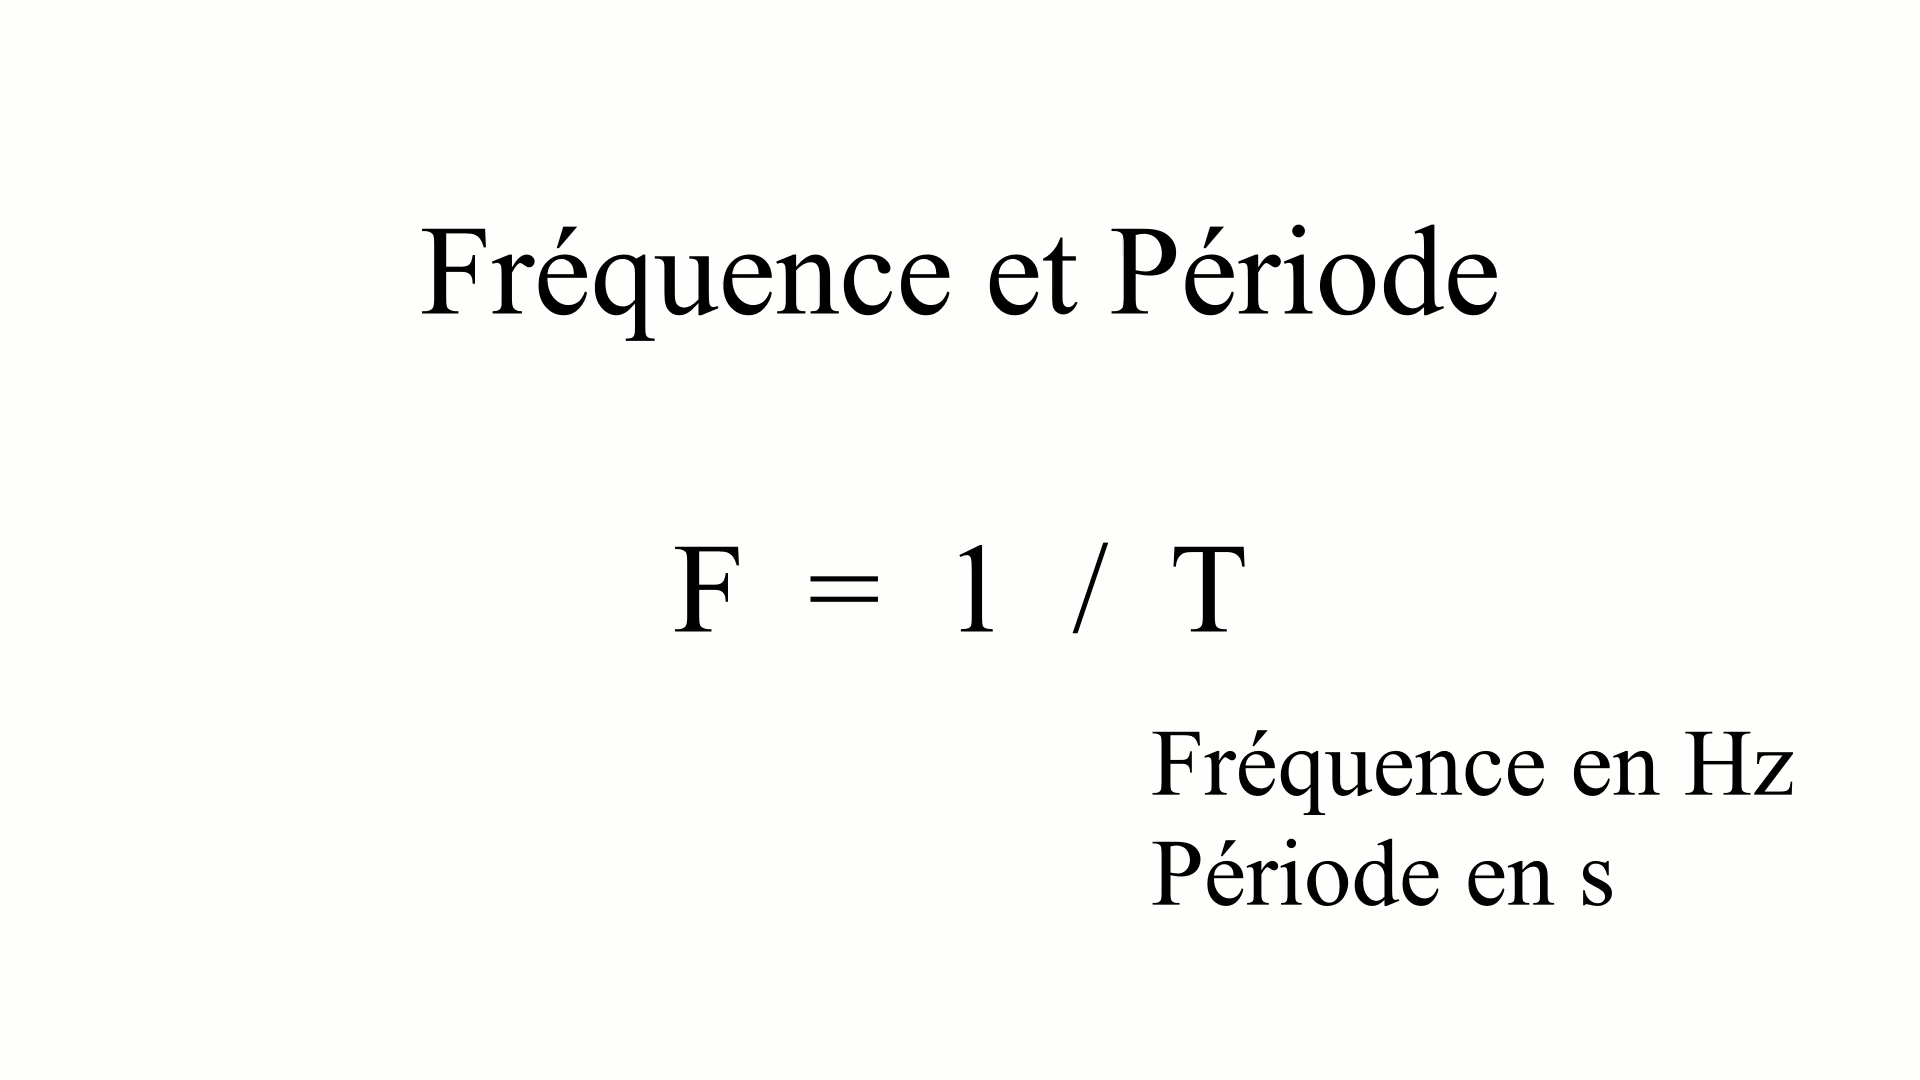 Fréquence et Période
F = 1 / T
Fréquence en Hz
Période en s